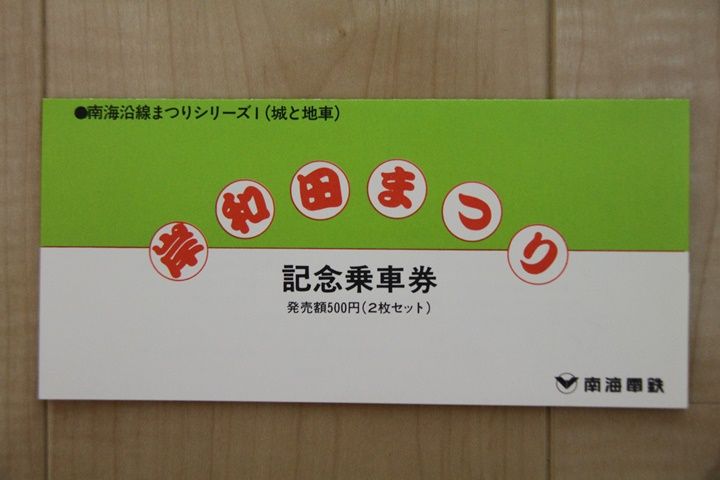 ●南海沿線まつりシリーズⅠ(城と地車)
岸和田まつり
記念乗車券
発売額500円(2枚セット)
南海電鉄